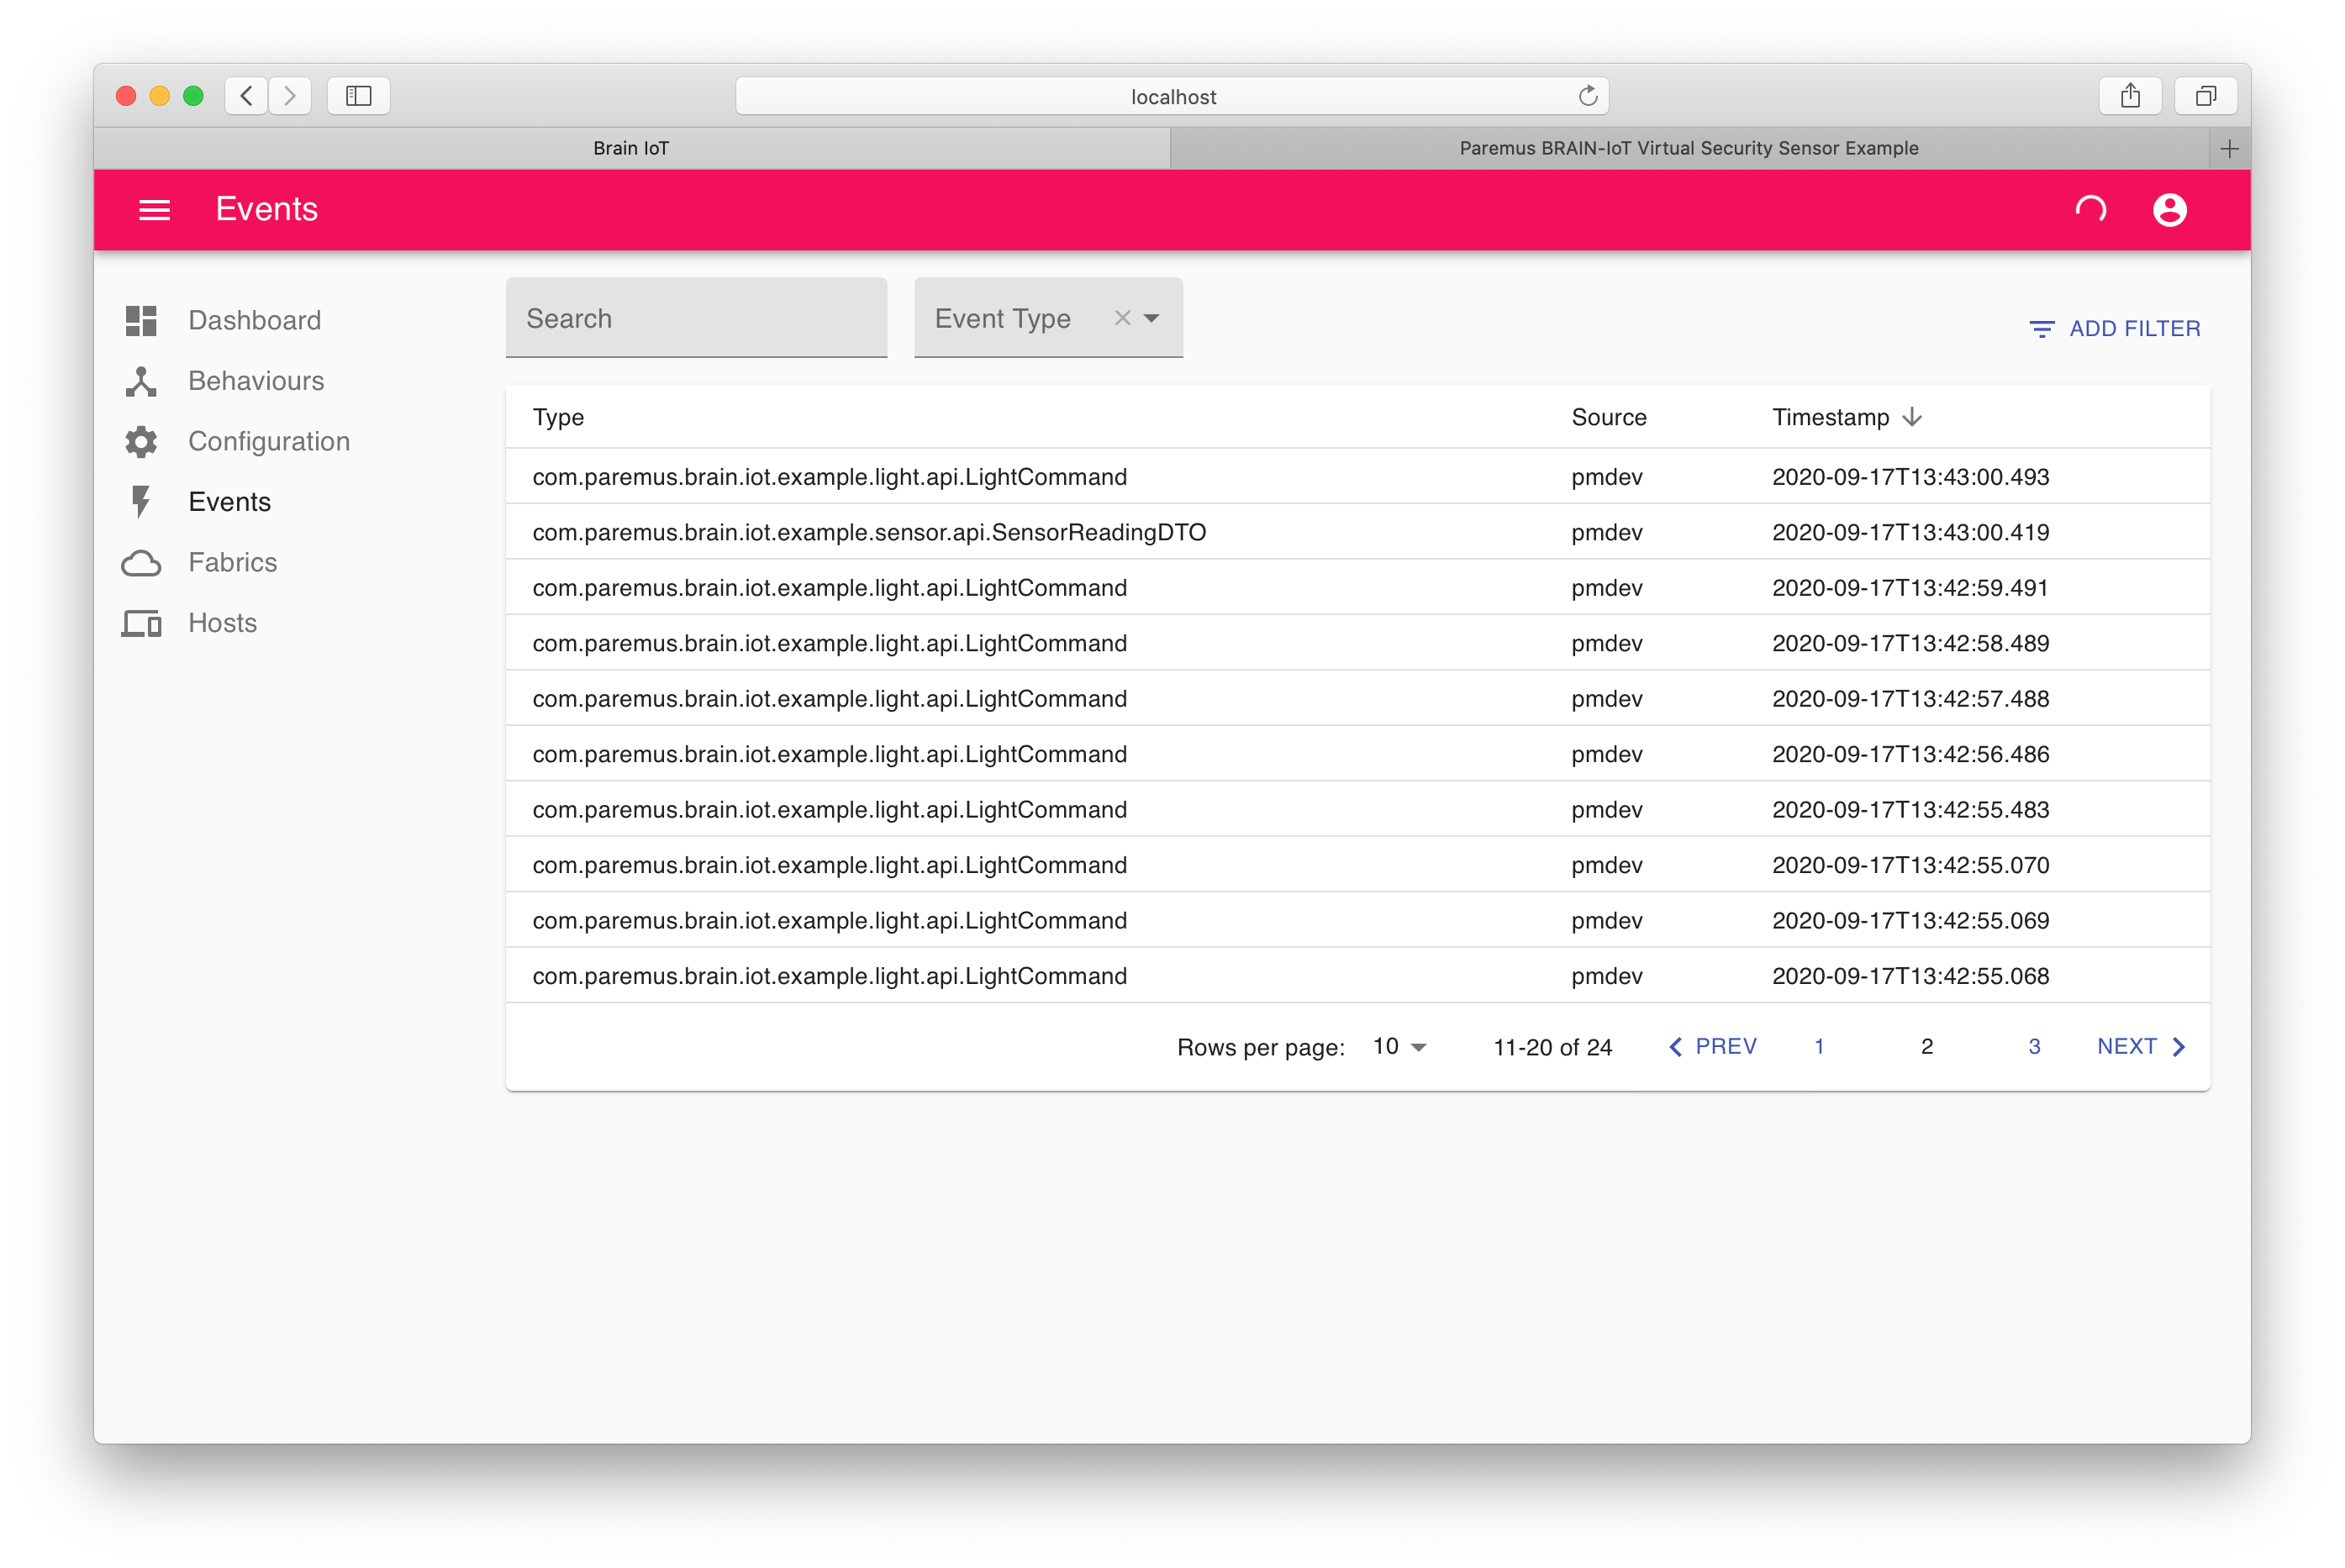 localhost
Brain IoT
Paremus BRAIN-IoT Virtual Security Sensor Example
Events
Dashboard
Behaviours
Configuration
Events
Fabrics
Hosts
Search
Event Type
ADD FILTER
Type Source Timestamp
com.paremus.brain.iot.example.light.api.LightCommand pmdev 2020-09-17T13:43:00.493
com.paremus.brain.iot.example.sensor.api.SensorReadingDTO pmdev 2020-09-17T13:43:00.419
com.paremus.brain.iot.example.light.api.LightCommand pmdev 2020-09-17T13:42:59.491
com.paremus.brain.iot.example.light.api.LightCommand pmdev 2020-09-17T13:42:58.489
com.paremus.brain.iot.example.light.api.LightCommand pmdev 2020-09-17T13:42:57.488
com.paremus.brain.iot.example.light.api.LightCommand pmdev 2020-09-17T13:42:56.486
com.paremus.brain.iot.example.light.api.LightCommand pmdev 2020-09-17T13:42:55.483
com.paremus.brain.iot.example.light.api.LightCommand pmdev 2020-09-17T13:42:55.070
com.paremus.brain.iot.example.light.api.LightCommand pmdev 2020-09-17T13:42:55.069
com.paremus.brain.iot.example.light.api.LightCommand pmdev 2020-09-17T13:42:55.068
Rows per page: 10 11-20 of 24 PREV 1 2 3 NEXT